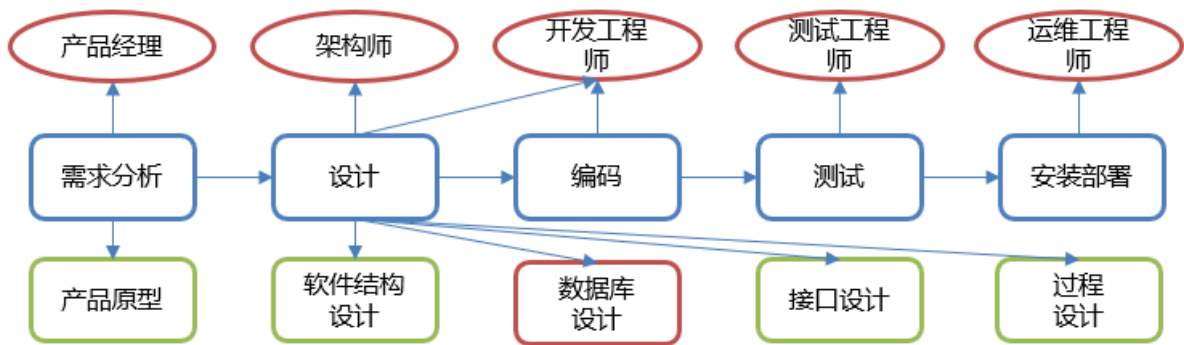 产品经理
架构师
开发工程
师
测试工程
师
运维工程
师
需求分析
设计
编码
测试
安装部署
产品原型
软件结构
设计
数据库
设计
接口设计
过程
设计